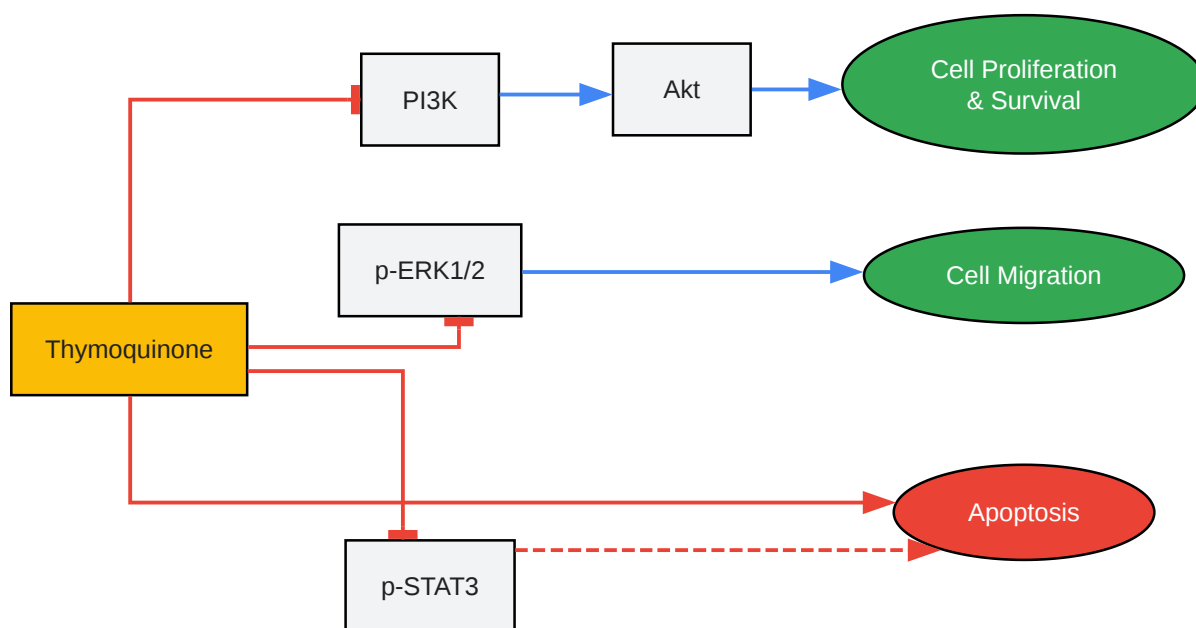 PI3K
Akt
Cell Proliferation
& Survival
p-ERK1/2
Cell Migration
Thymoquinone
Apoptosis
p-STAT3